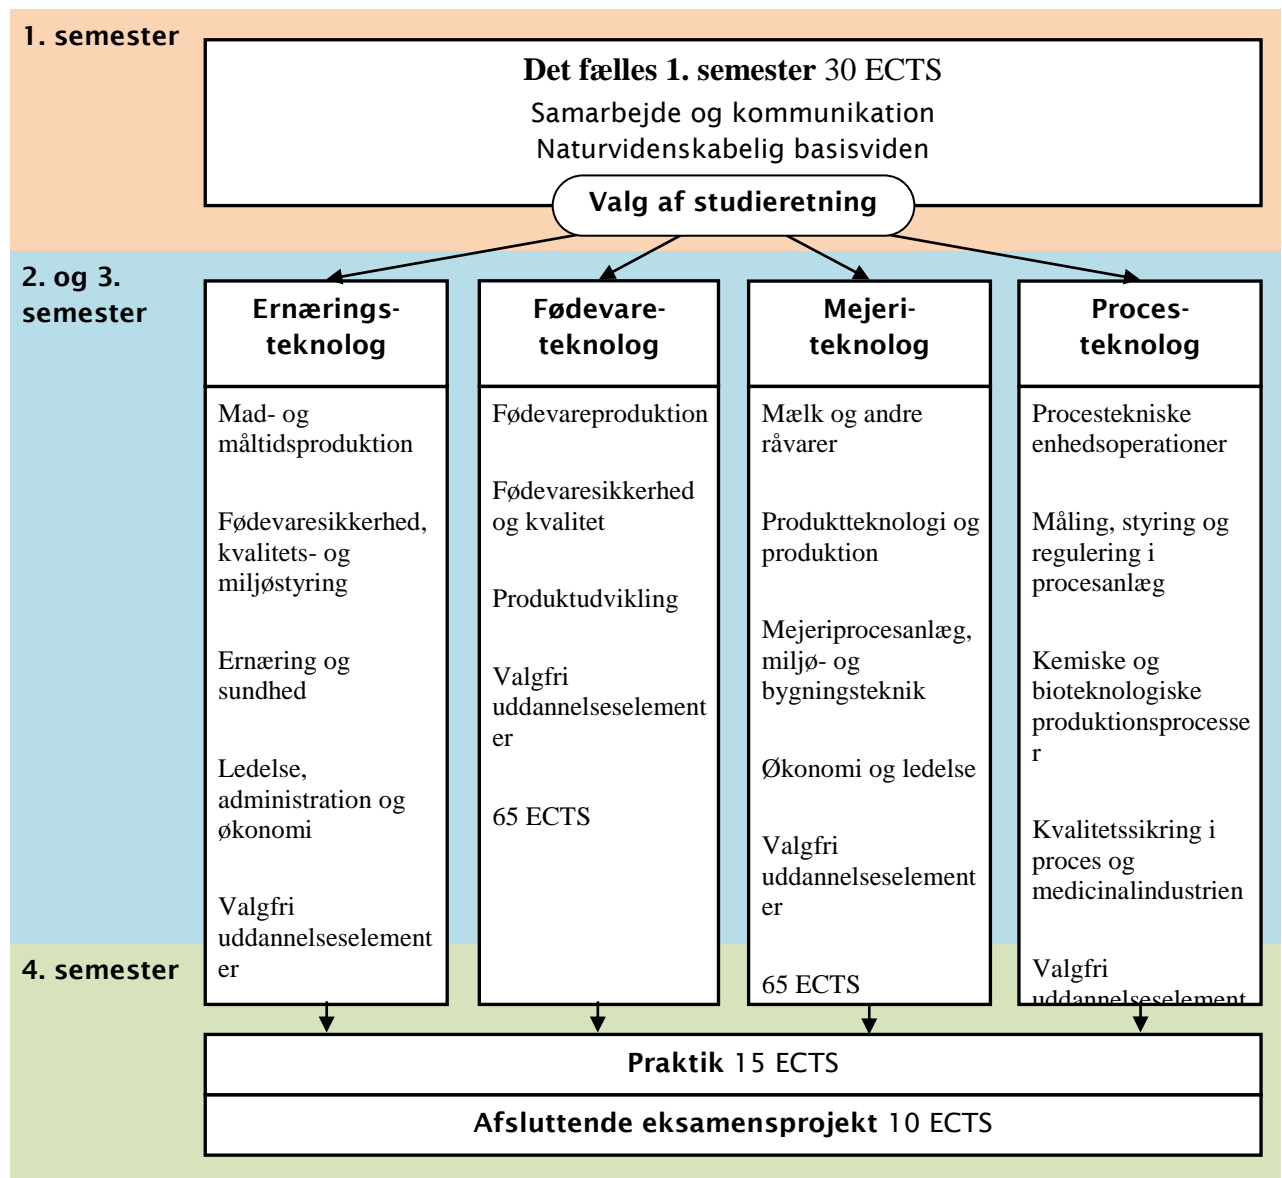 1. semester
Det fælles 1. semester 30 ECTS
Samarbejde og kommunikation
Naturvidenskabelig basisviden
Valg af studieretning
2. og 3.
semester
Ernærings-
teknolog
Mad- og
måltidsproduktion
Fødevaresikkerhed,
kvalitets- og
miljøstyring
Ernæring og
sundhed
Ledelse,
administration og
økonomi
Valgfri
uddannelseselement
er
Fødevare-
teknolog
Fødevareproduktion
Fødevaresikkerhed
og kvalitet
Produktudvikling
Valgfri
uddannelseselement
er
65 ECTS
Mejeri-
teknolog
Mælk og andre
råvarer
Produktteknologi og
produktion
Mejeriprocesanlæg,
miljø- og
bygningsteknik
Økonomi og ledelse
Valgfri
uddannelseselement
er
65 ECTS
Proces-
teknolog
Procestekniske
enhedsoperationer
Måling, styring og
regulering i
procesanlæg
Kemiske og
bioteknologiske
produktionsprocesse
r
Kvalitetssikring i
proces og
medicinalindustrien
Valgfri
uddannelseselement
4. semester
Praktik 15 ECTS
Afsluttende eksamensprojekt 10 ECTS